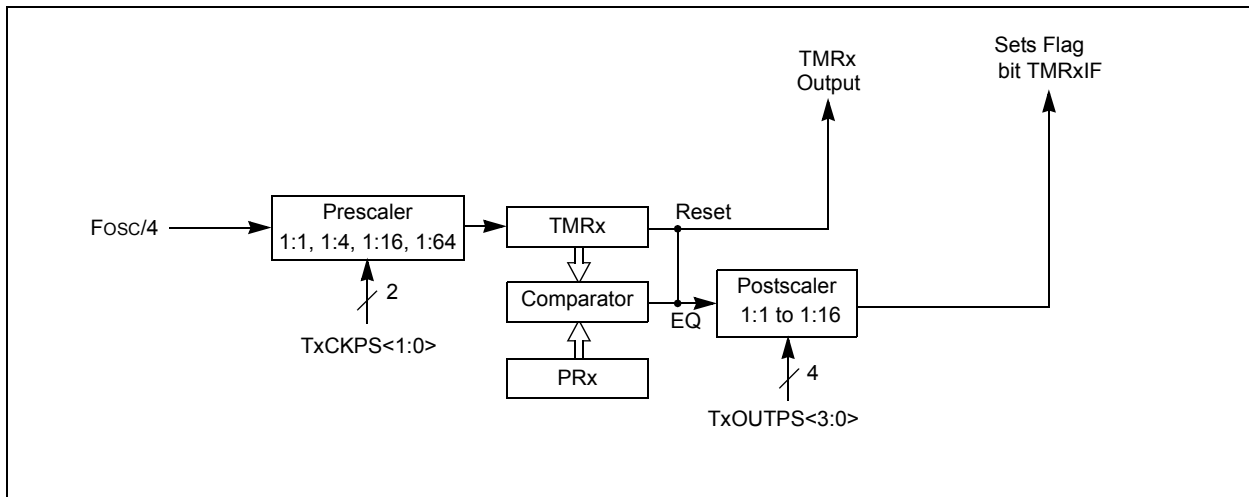 TMRx
Output
Sets Flag
bit TMRxIF
FOSC/4
Prescaler
1:1, 1:4, 1:16, 1:64
2
TxCKPS<1:0>
TMRx
Reset
Comparator
EQ
PRx
Postscaler
1:1 to 1:16
4
TxOUTPS<3:0>